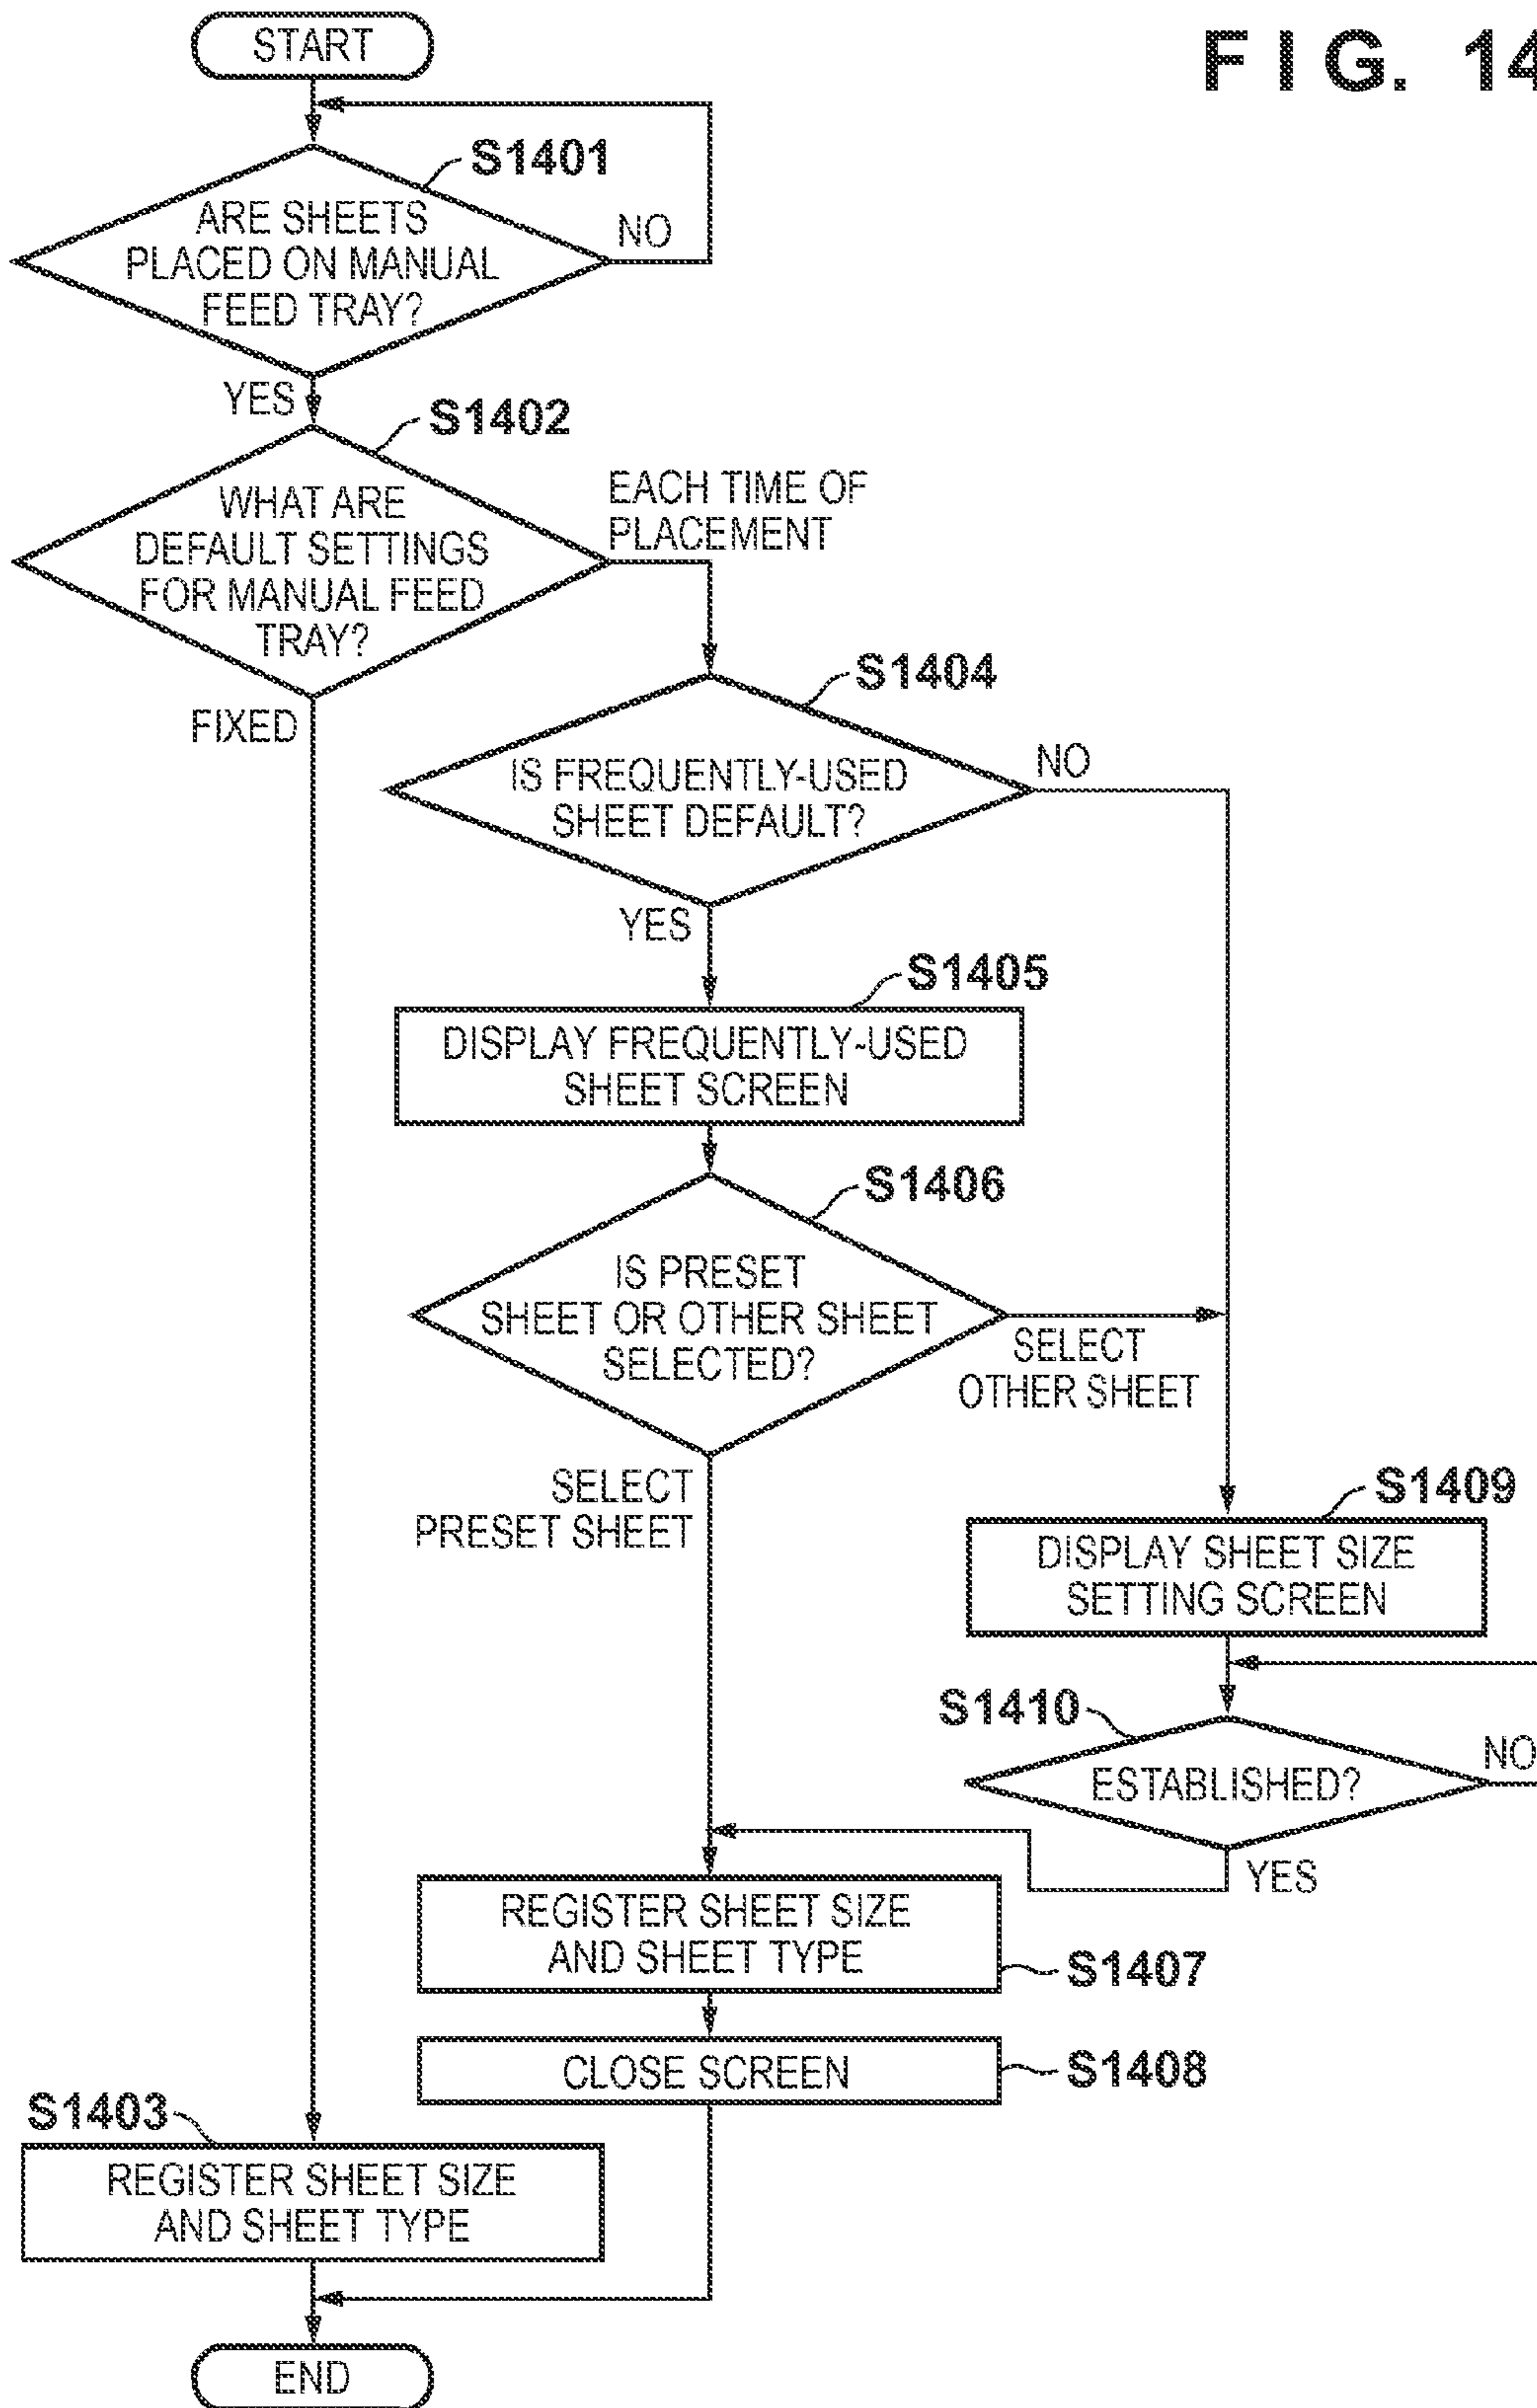 FIG. 14
START
S1401
ARE SHEETS
PLACED ON MANUAL
FEED TRAY?
NO
YES
S1402
WHAT ARE
DEFAULT SETTINGS
FOR MANUAL FEED
TRAY?
EACH TIME OF
PLACEMENT
FIXED
S1404
IS FREQUENTLY-USED
SHEET DEFAULT?
NO
YES
S1405
DISPLAY FREQUENTLY-USED
SHEET SCREEN
S1406
IS PRESET
SHEET OR OTHER SHEET
SELECTED?
SELECT
OTHER SHEET
SELECT
PRESET SHEET
S1409
DISPLAY SHEET SIZE
SETTING SCREEN
S1410
ESTABLISHED?
NO
YES
REGISTER SHEET SIZE
AND SHEET TYPE
S1407
CLOSE SCREEN
S1408
S1403
REGISTER SHEET SIZE
AND SHEET TYPE
END